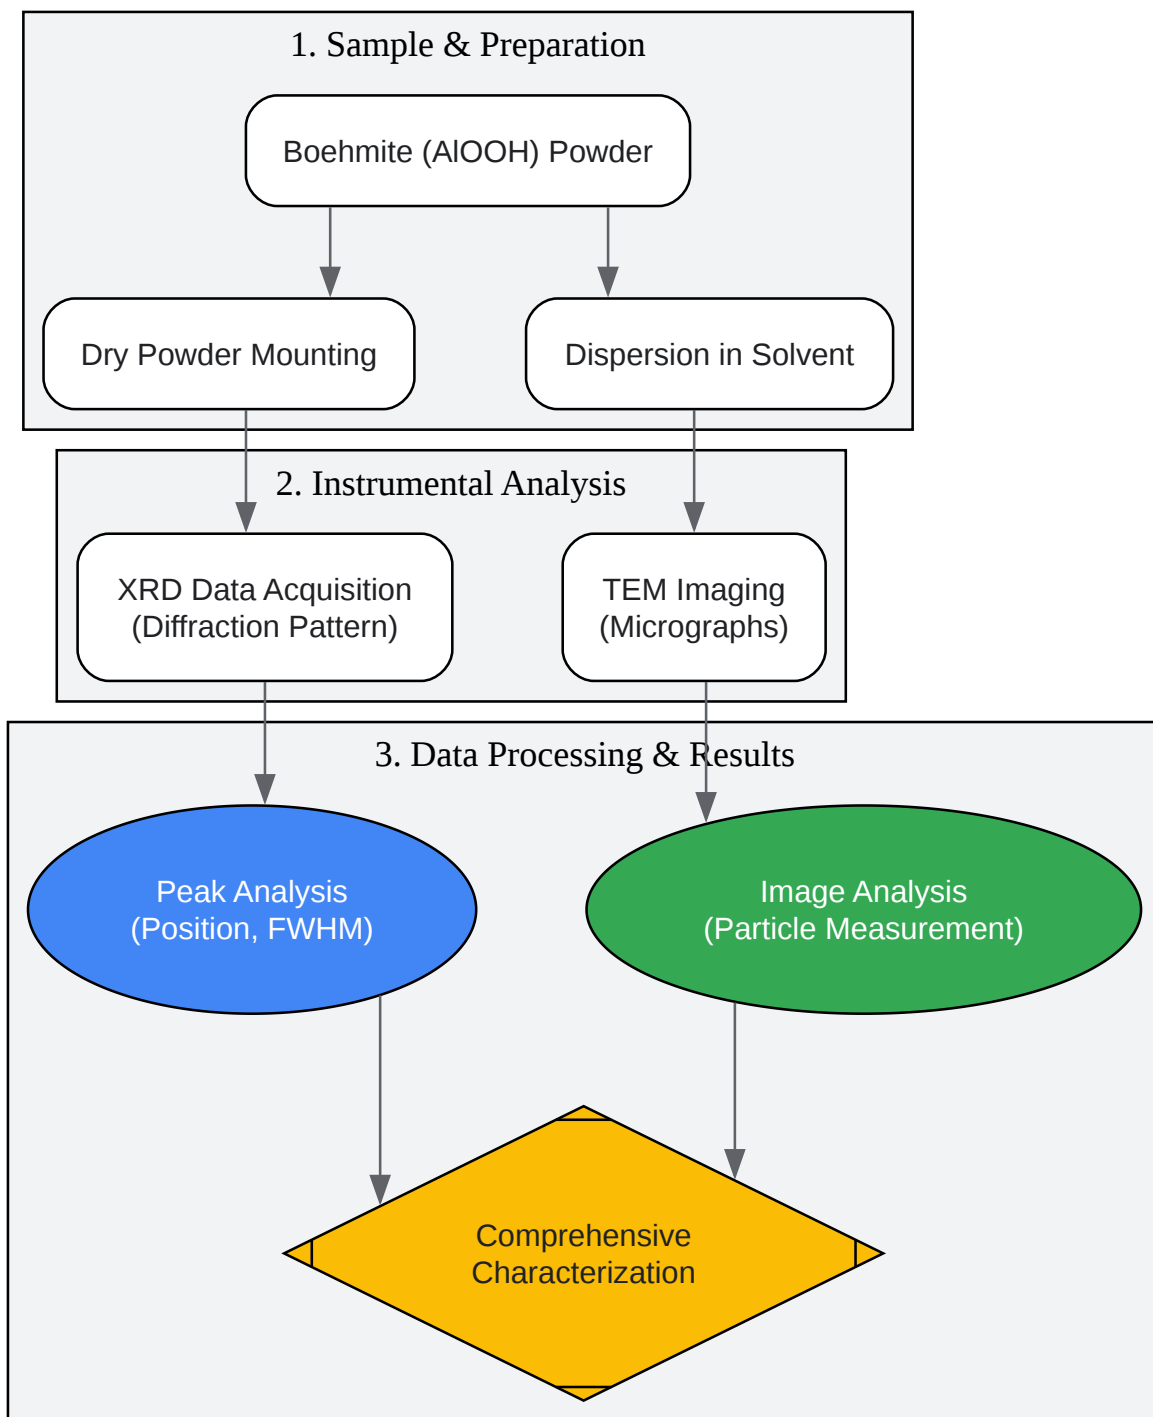 1. Sample & Preparation
Boehmite (AlOOH) Powder
Dry Powder Mounting
Dispersion in Solvent
2. Instrumental Analysis
XRD Data Acquisition
(Diffraction Pattern)
TEM Imaging
(Micrographs)
3. Data Processing & Results
Peak Analysis
(Position, FWHM)
Image Analysis
(Particle Measurement)
Comprehensive
Characterization